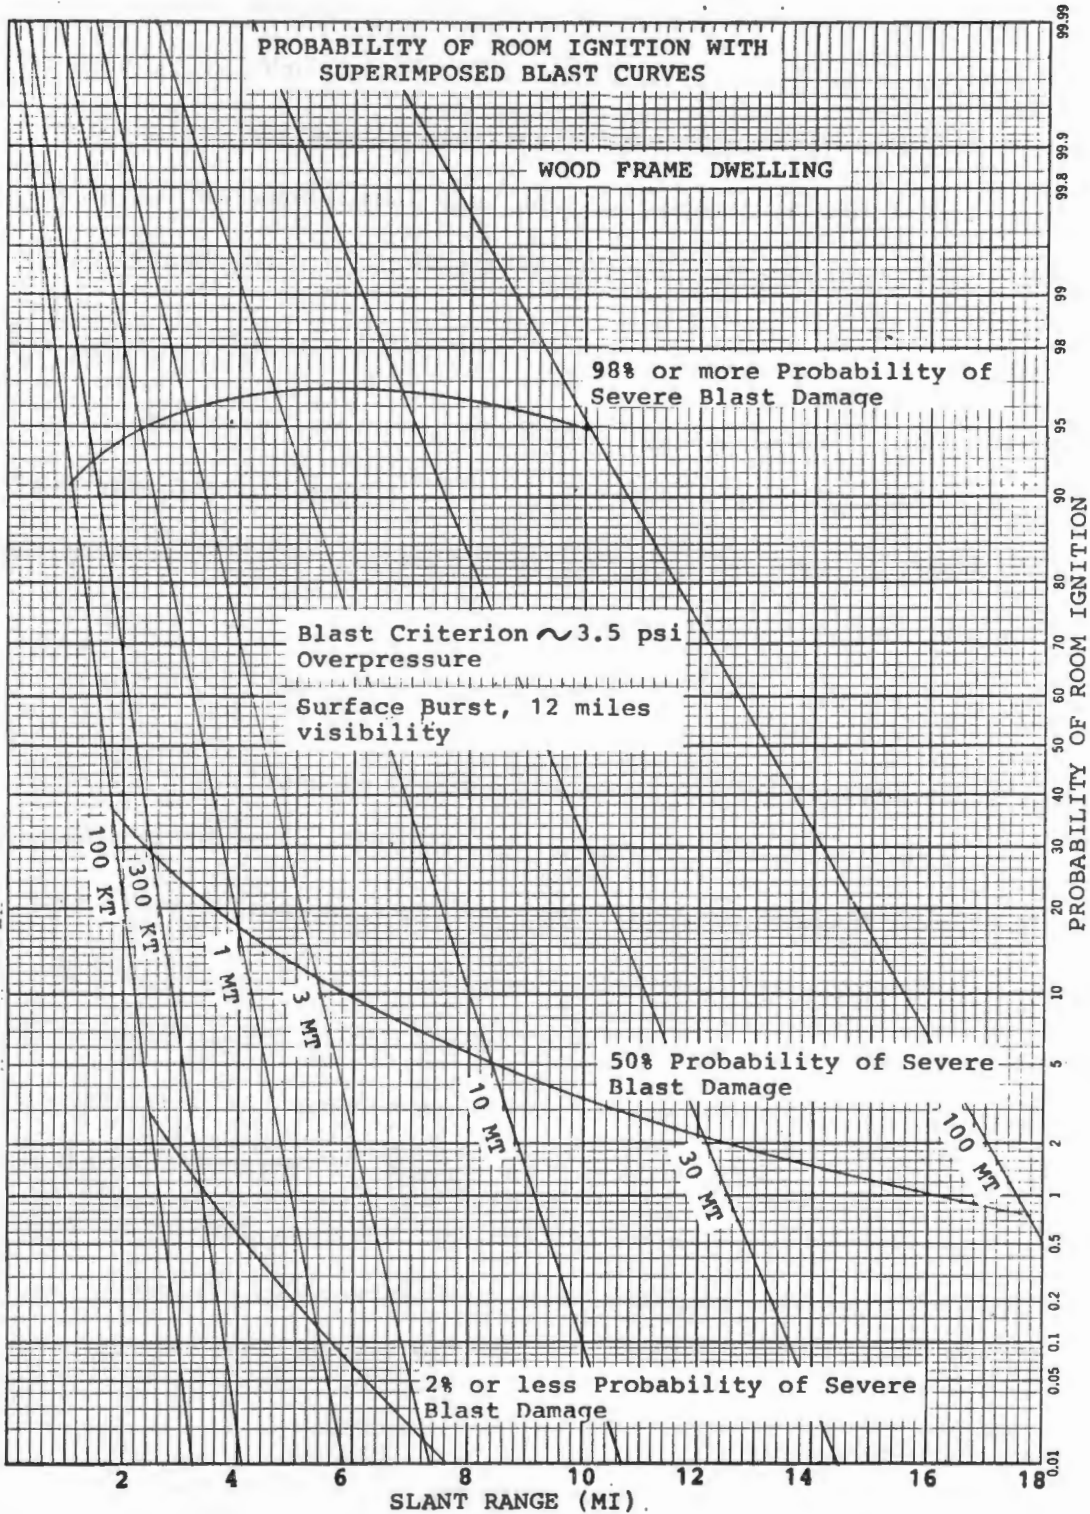 PROBABILITY OF ROOM IGNITION WITH
SUPERIMPOSED BLAST CURVES
WOOD FRAME DWELLING
98% or more Probability of
Severe Blast Damage
Blast Criterion ~3.5 psi
Overpressure
Surface Burst, 12 miles
visibility
100 KT
300 KT
1 MT
3 MT
10 MT
30 MT
100 MT
50% Probability of Severe
Blast Damage
2% or less Probability of Severe
Blast Damage
99.99
99.9
99.8
99
98
95
90
80
70
60
50
40
30
20
10
5
2
1
0.5
0.2
0.1
0.05
0.01
PROBABILITY OF ROOM IGNITION
2 4 6 8 10 12 14 16 18
SLANT RANGE (MI)